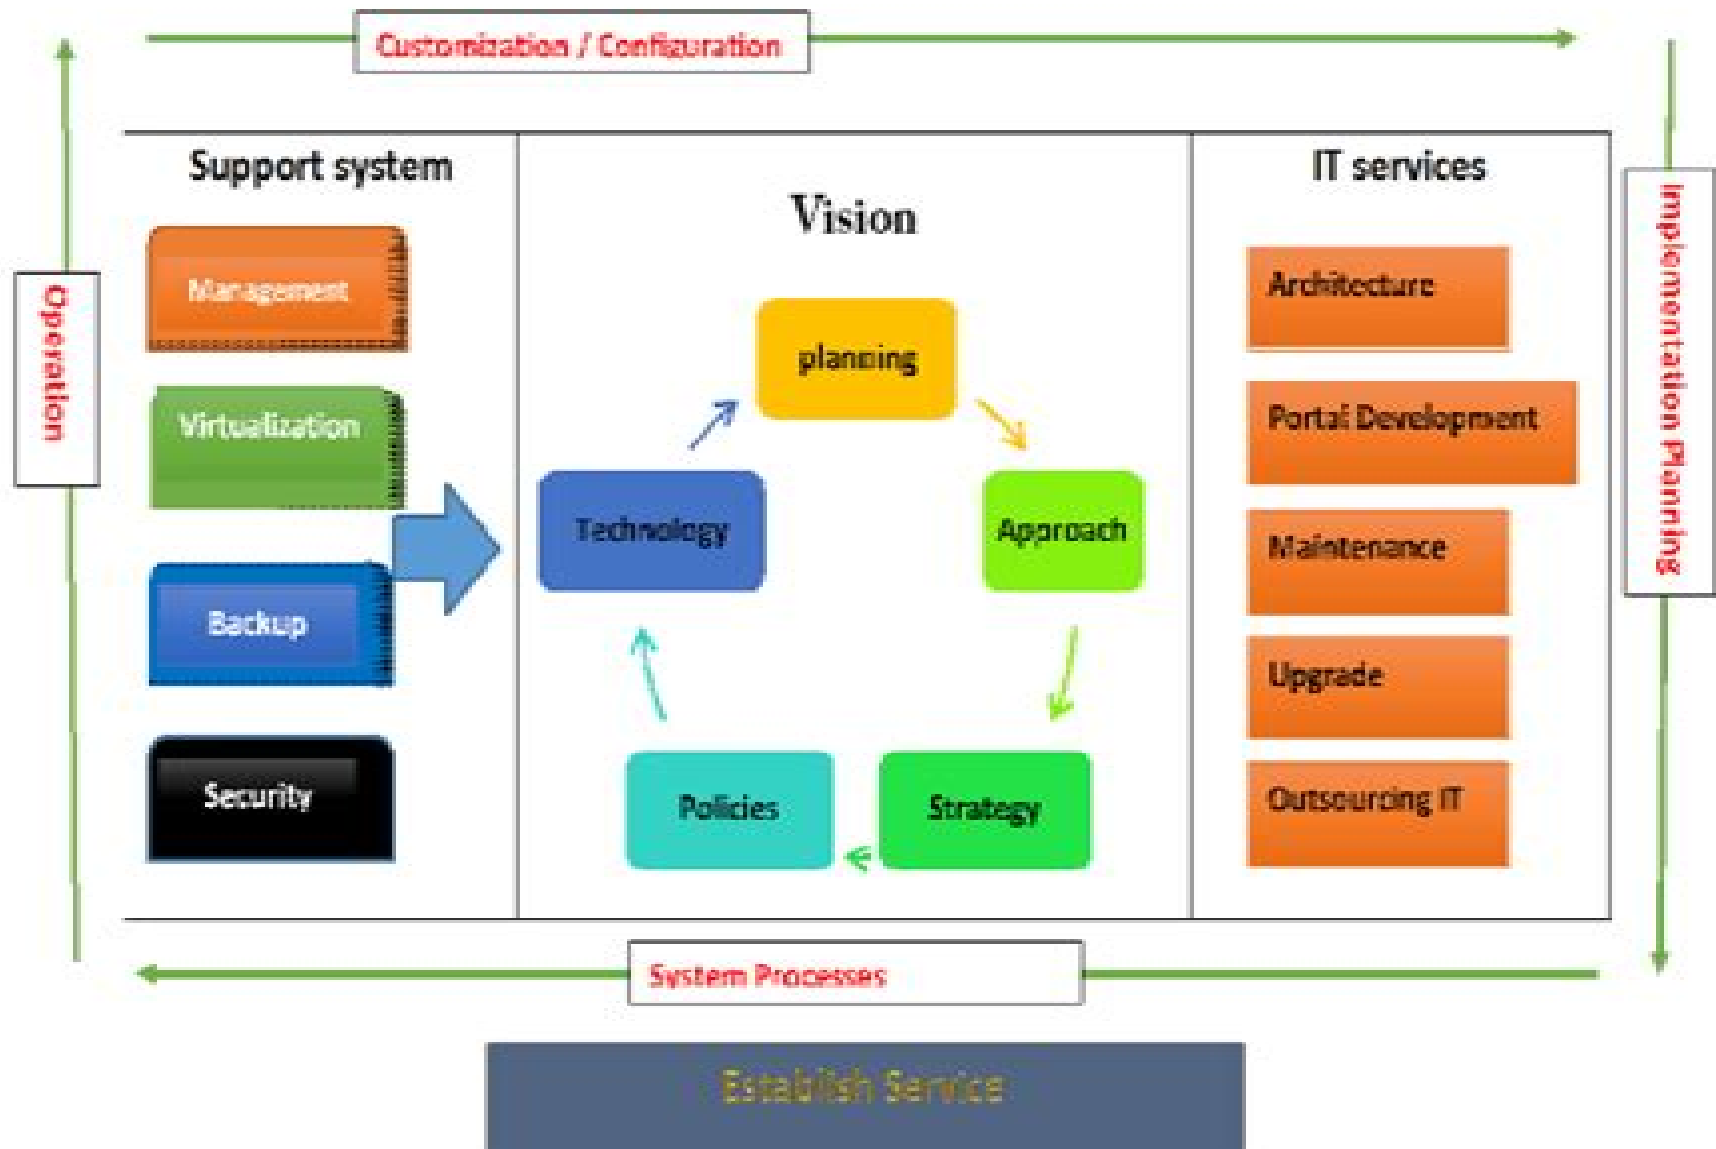 Customization / Configuration
Operation
Support system
Management
Virtualization
Backup
Security
Vision
planning
Approach
Strategy
Policies
Technology
IT services
Architecture
Portal Development
Maintenance
Upgrade
Outsourcing IT
Implementation Planning
System Processes
Establish Service